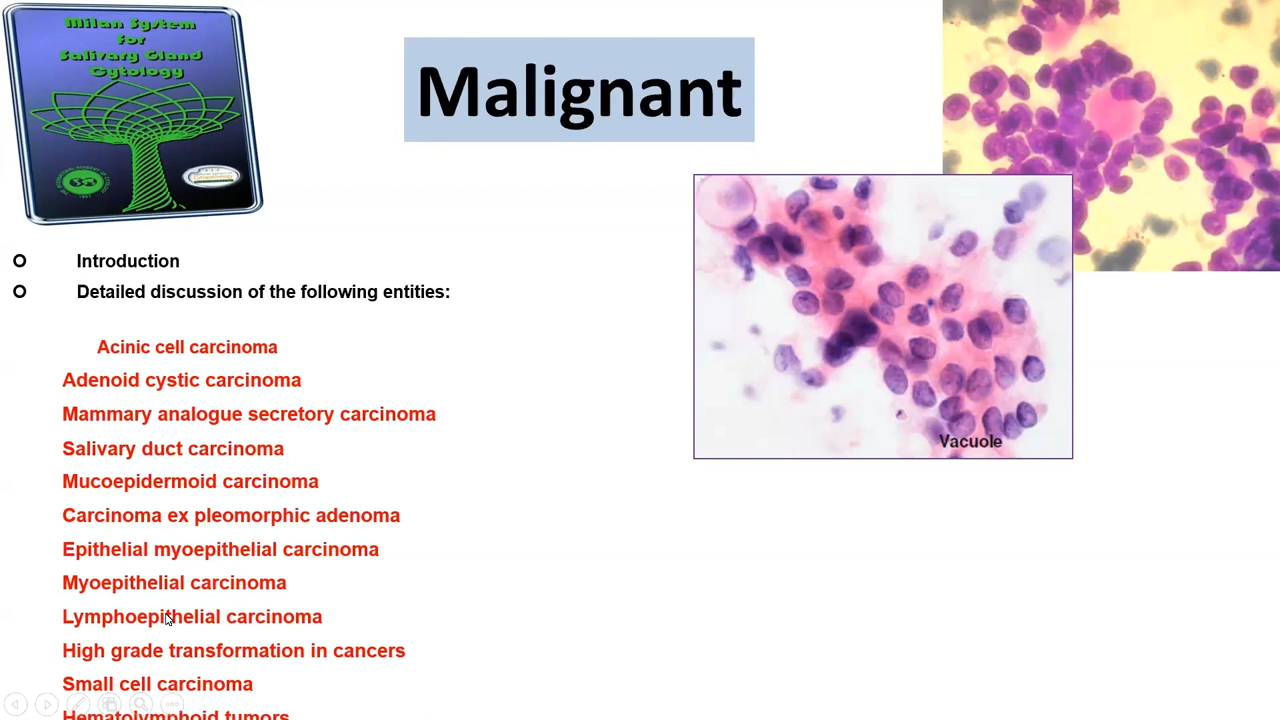 Milan System
for
Salivary Gland
Cytology
Malignant
Introduction
Detailed discussion of the following entities:
Acinic cell carcinoma
Adenoid cystic carcinoma
Mammary analogue secretory carcinoma
Salivary duct carcinoma
Mucoepidermoid carcinoma
Carcinoma ex pleomorphic adenoma
Epithelial myoepithelial carcinoma
Myoepithelial carcinoma
Lymphoepithelial carcinoma
High grade transformation in cancers
Small cell carcinoma
Hematolymphoid tumors
Vacuole